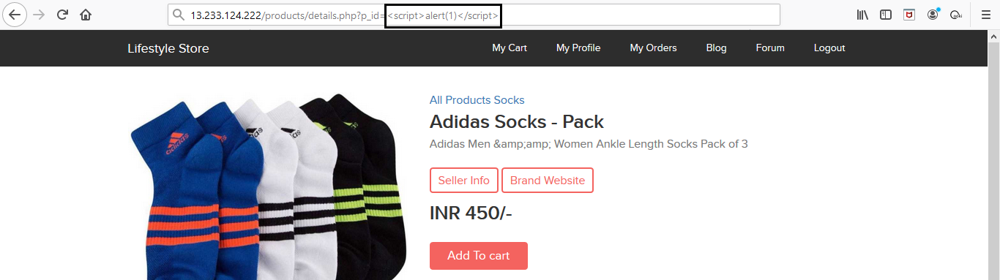 13.233.124.222/products/details.php?p_id=<script>alert(1)</script>
Lifestyle Store My Cart My Profile My Orders Blog Forum Logout
All Products Socks
Adidas Socks - Pack
Adidas Men &amp;amp; Women Ankle Length Socks Pack of 3
Seller Info Brand Website
INR 450/-
Add To cart
adidas